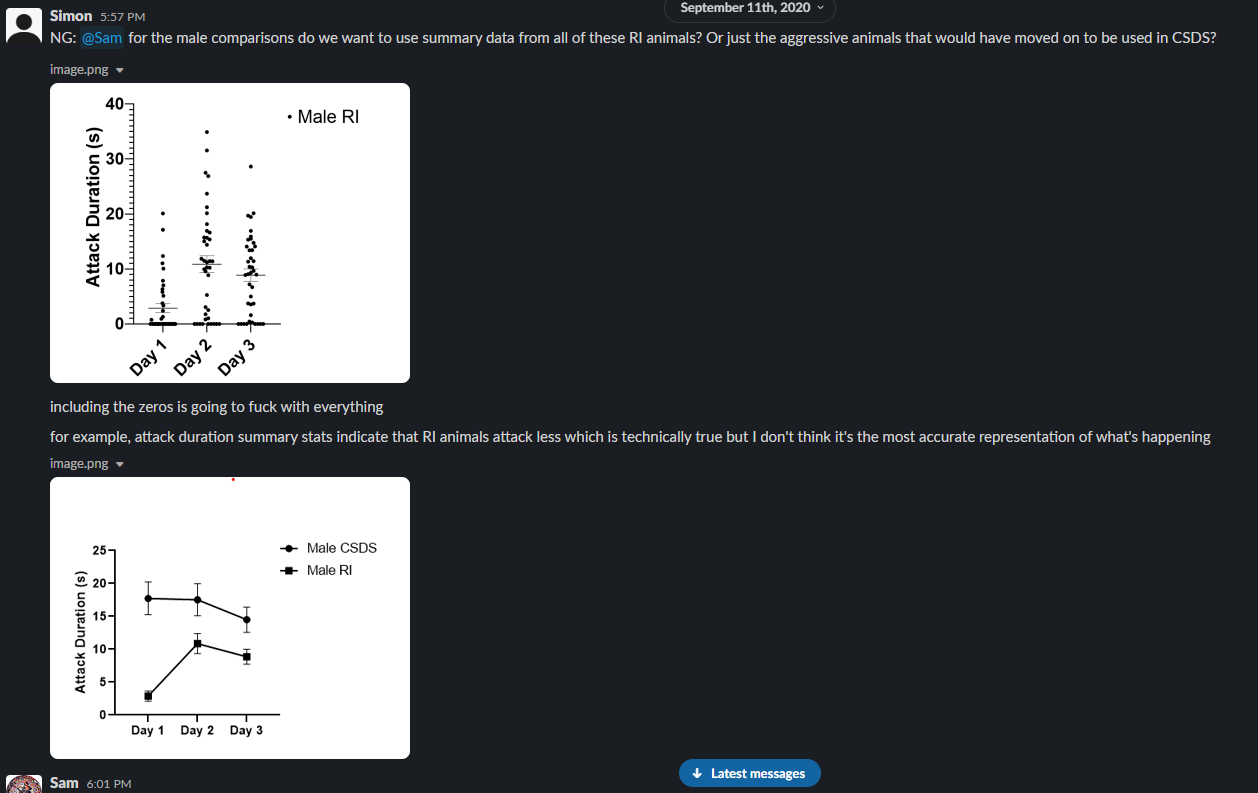 September 11th, 2020
Simon 5:57 PM
NG: @Sam for the male comparisons do we want to use summary data from all of these RI animals? Or just the aggressive animals that would have moved on to be used in CSDS?
image.png
40
30
20
10
0
Attack Duration (s)
Male RI
Day 1 Day 2 Day 3
including the zeros is going to fuck with everything
for example, attack duration summary stats indicate that RI animals attack less which is technically true but I don't think it's the most accurate representation of what's happening
image.png
25
20
15
10
5
0
Attack Duration (s)
Male CSDS
Male RI
Day 1 Day 2 Day 3
Latest messages
Sam 6:01 PM